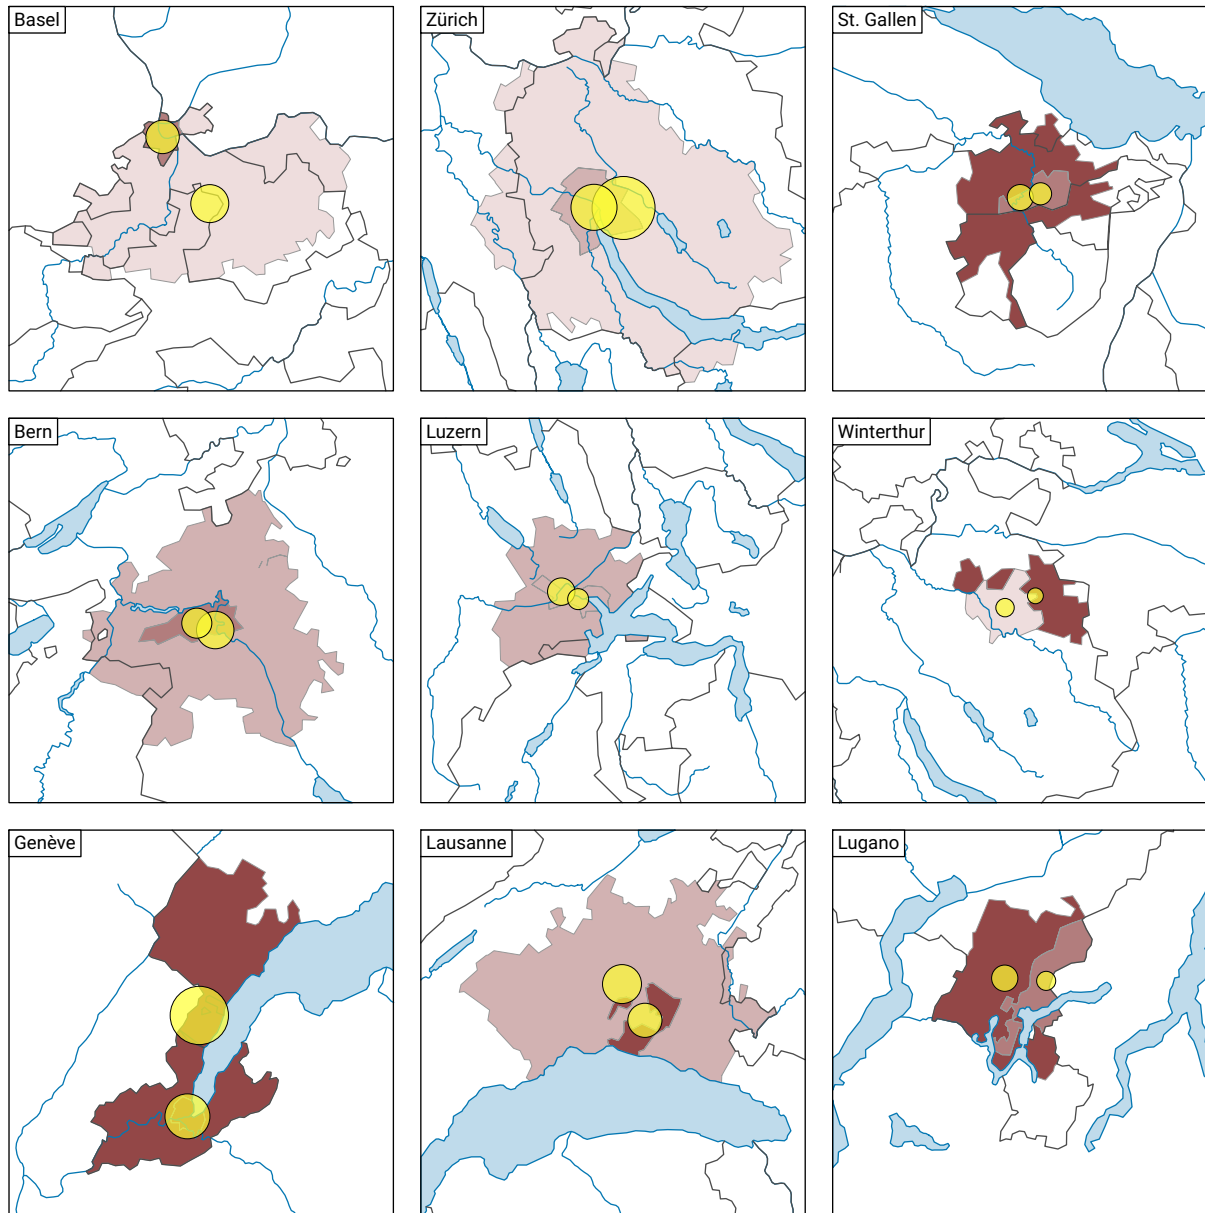 Basel
Zürich
St. Gallen
Bern
Luzern
Winterthur
Genève
Lausanne
Lugano